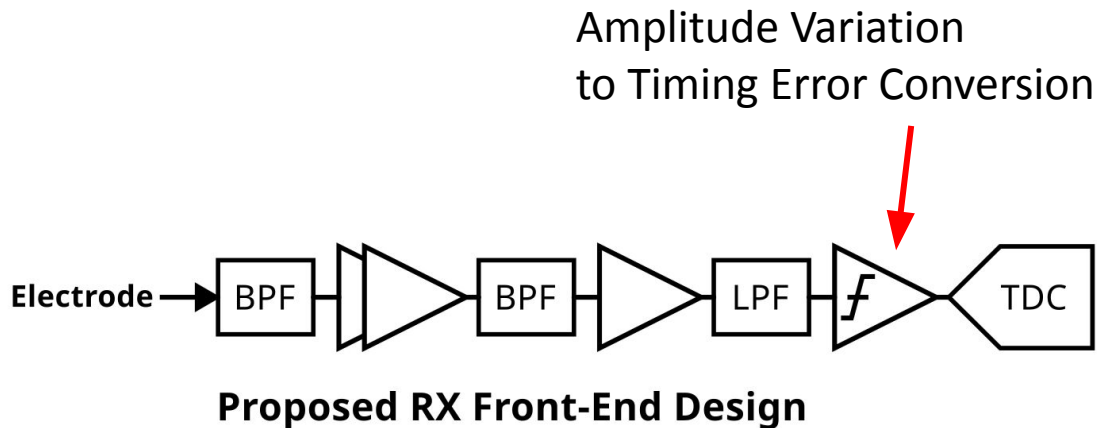 Amplitude Variation
to Timing Error Conversion
Electrode
BPF
BPF
LPF
TDC
Proposed RX Front-End Design